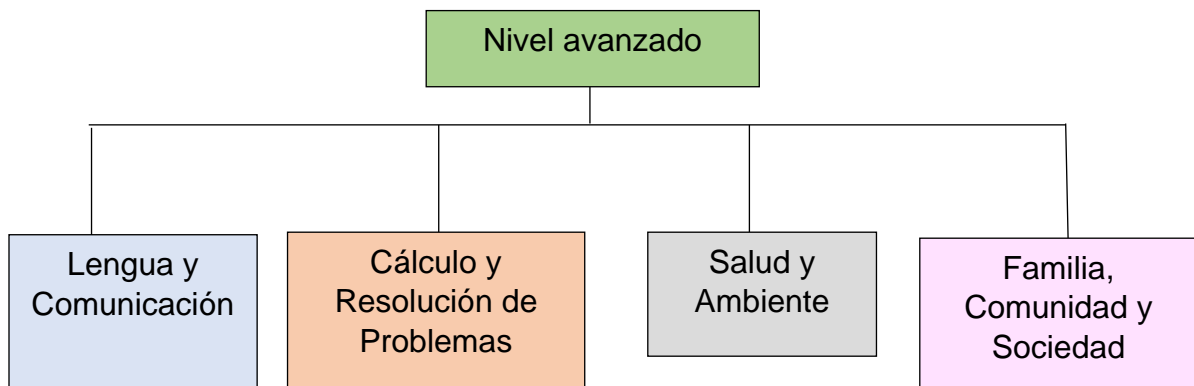 Nivel avanzado
Lengua y
Comunicación
Cálculo y
Resolución de
Problemas
Salud y
Ambiente
Familia,
Comunidad y
Sociedad